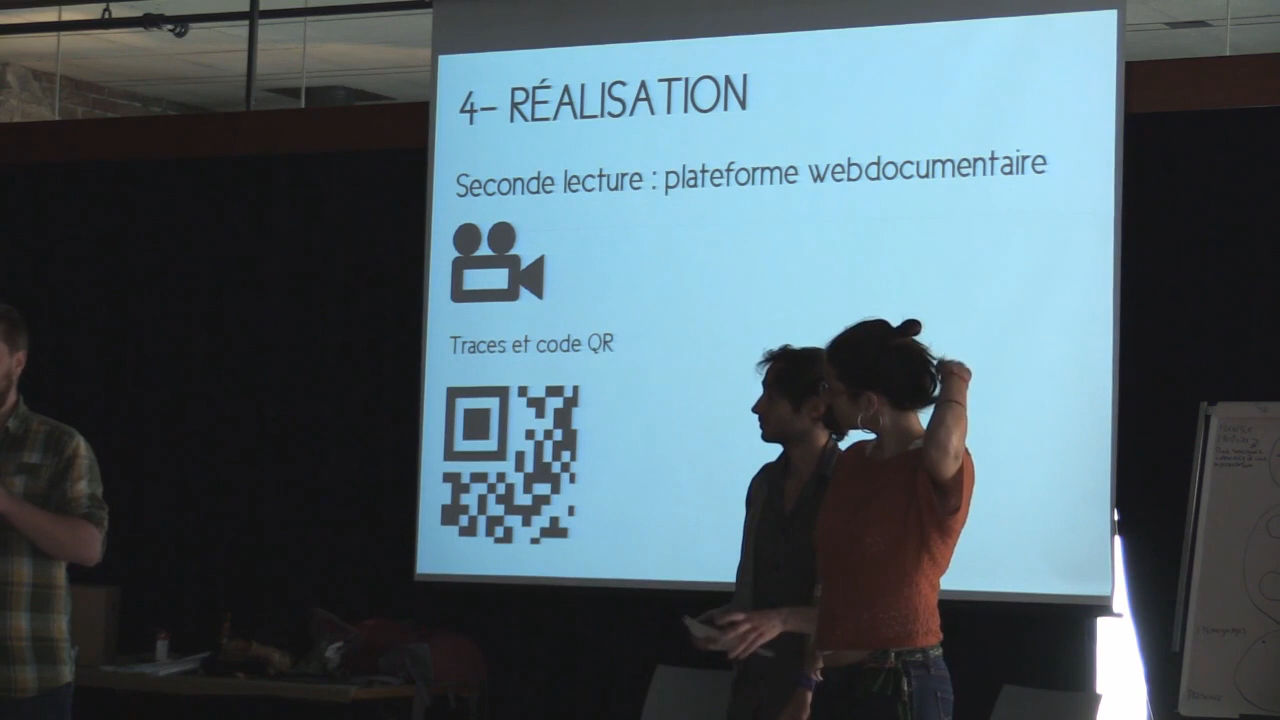 4- RÉALISATION
Seconde lecture : plateforme webdocumentaire
Traces et code QR